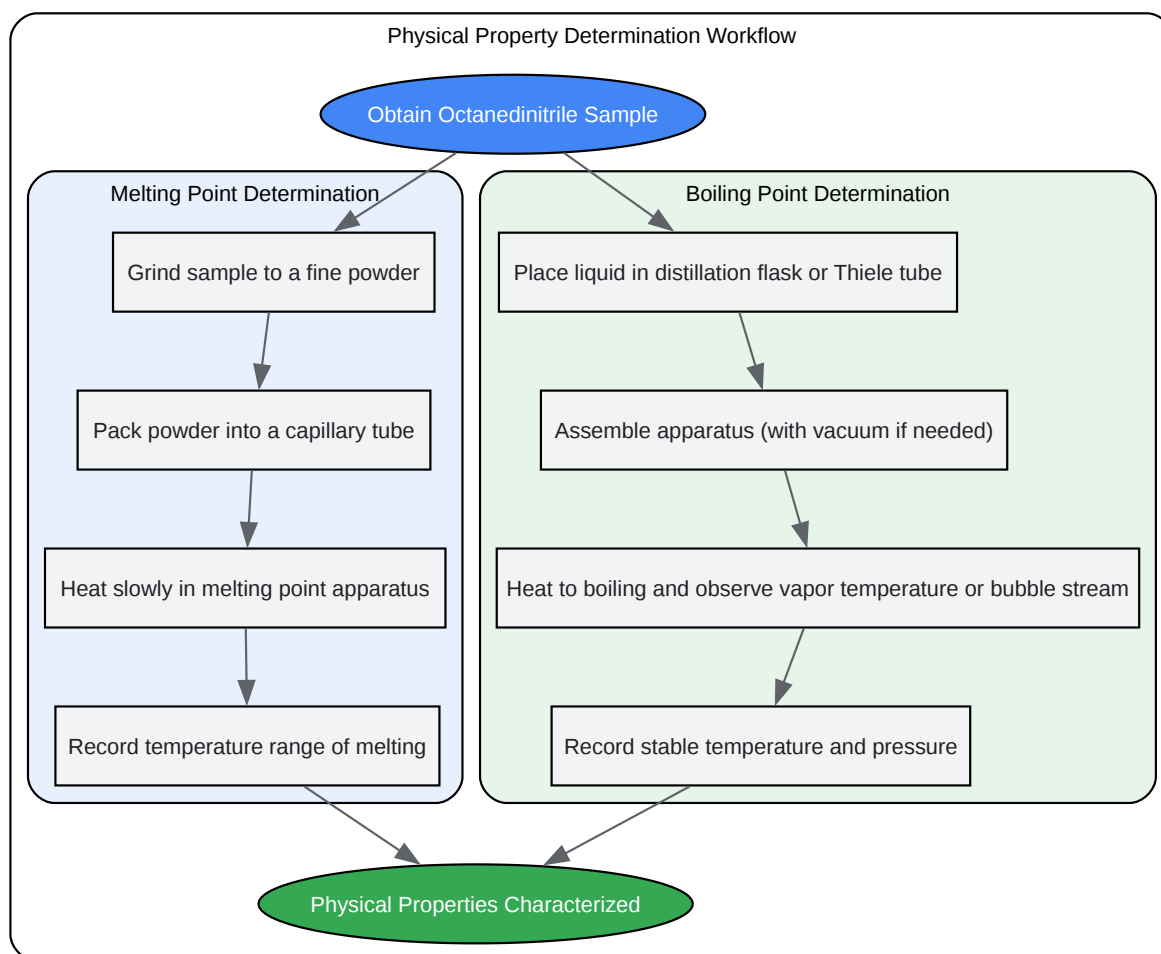 Physical Property Determination Workflow
Obtain Octanedinitrile Sample
Melting Point Determination
Grind sample to a fine powder
Pack powder into a capillary tube
Heat slowly in melting point apparatus
Record temperature range of melting
Boiling Point Determination
Place liquid in distillation flask or Thiele tube
Assemble apparatus (with vacuum if needed)
Heat to boiling and observe vapor temperature or bubble stream
Record stable temperature and pressure
Physical Properties Characterized